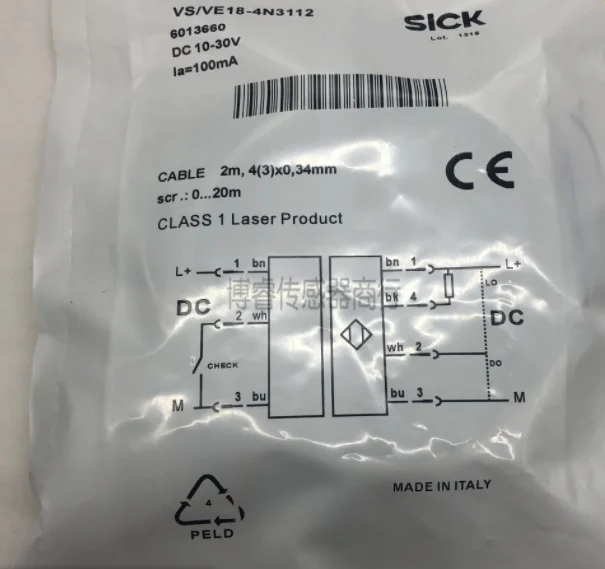 VS/VE18-4N3112
6013660
DC 10-30V
Ia=100mA
SICK
Lot. 1318
CABLE 2m, 4(3)x0,34mm
scr.: 0...20m
CLASS 1 Laser Product
CE
L+ 1 bn
DC
2 wh
CHECK
M 3 bu
bn 1 L+
LO
bk 4
DC
wh 2
DO
bu 3 M
博睿传感器商行
4
PELD
MADE IN ITALY